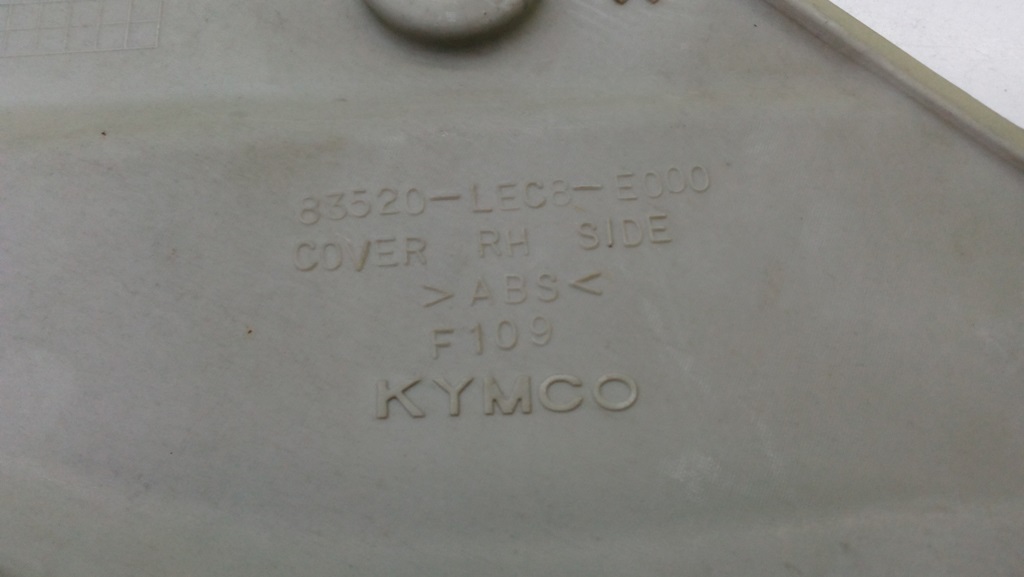 83520-LEC8-E000
COVER RH SIDE
>ABS<
F109
KYMCO